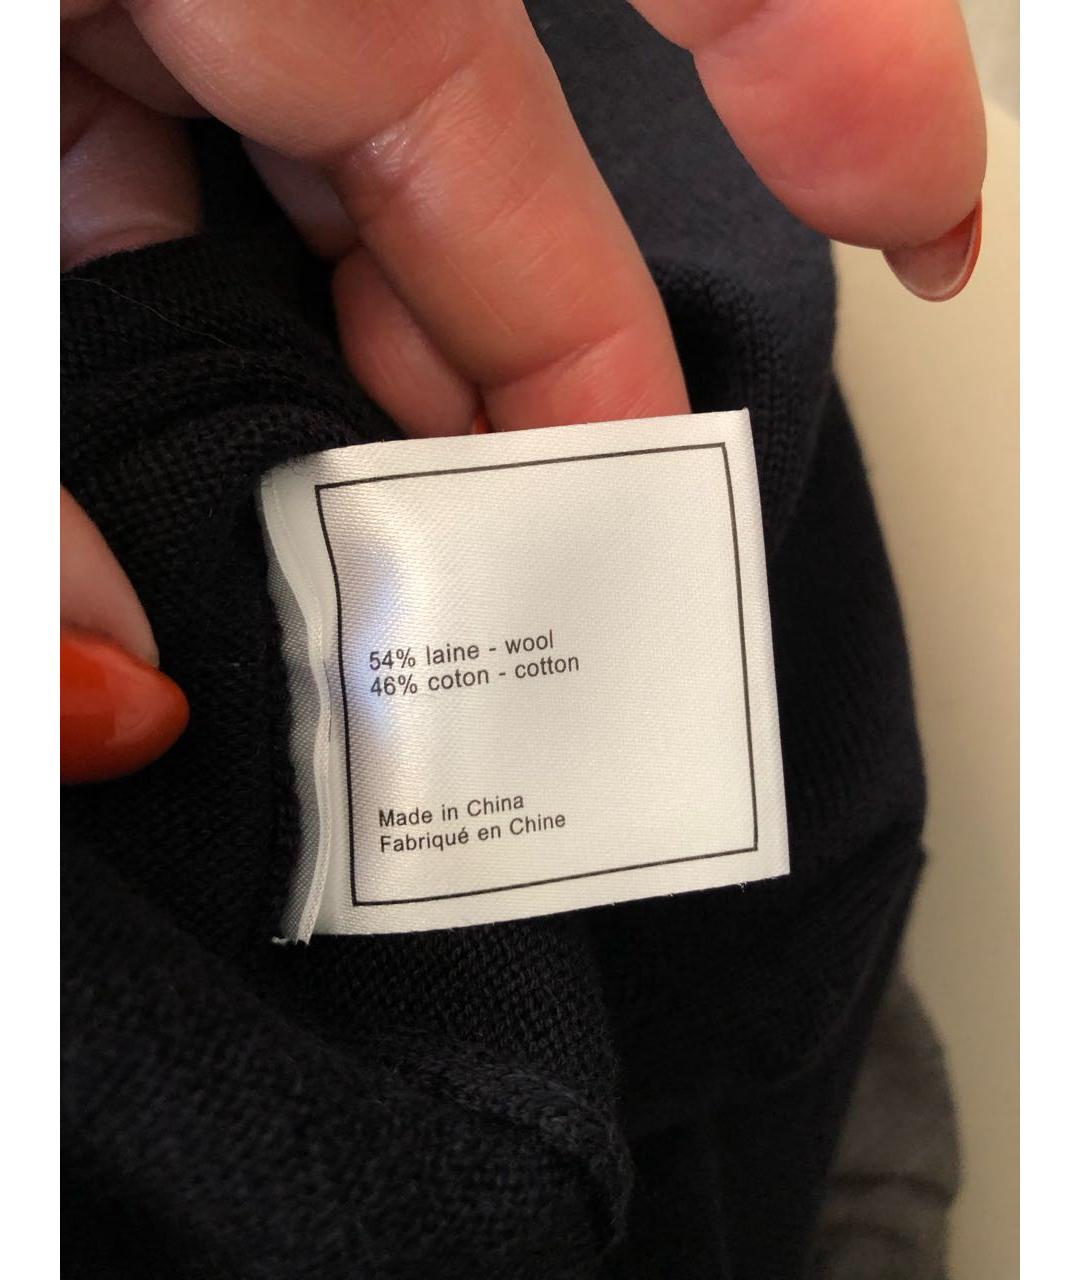 54% laine - wool
46% coton - cotton
Made in China
Fabriqué en Chine